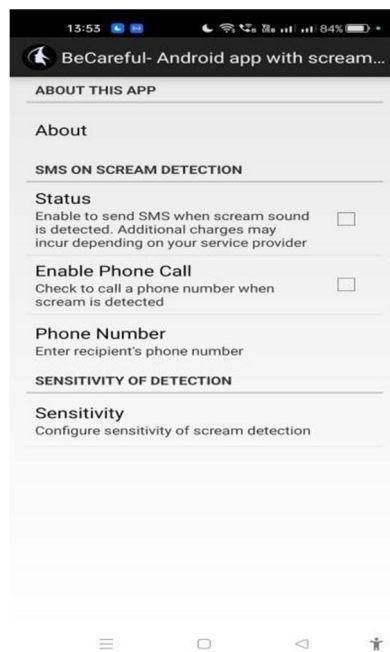 13:53 84%
BeCareful- Android app with scream...
ABOUT THIS APP
About
SMS ON SCREAM DETECTION
Status
Enable to send SMS when scream sound
is detected. Additional charges may
incur depending on your service provider
Enable Phone Call
Check to call a phone number when
scream is detected
Phone Number
Enter recipient's phone number
SENSITIVITY OF DETECTION
Sensitivity
Configure sensitivity of scream detection